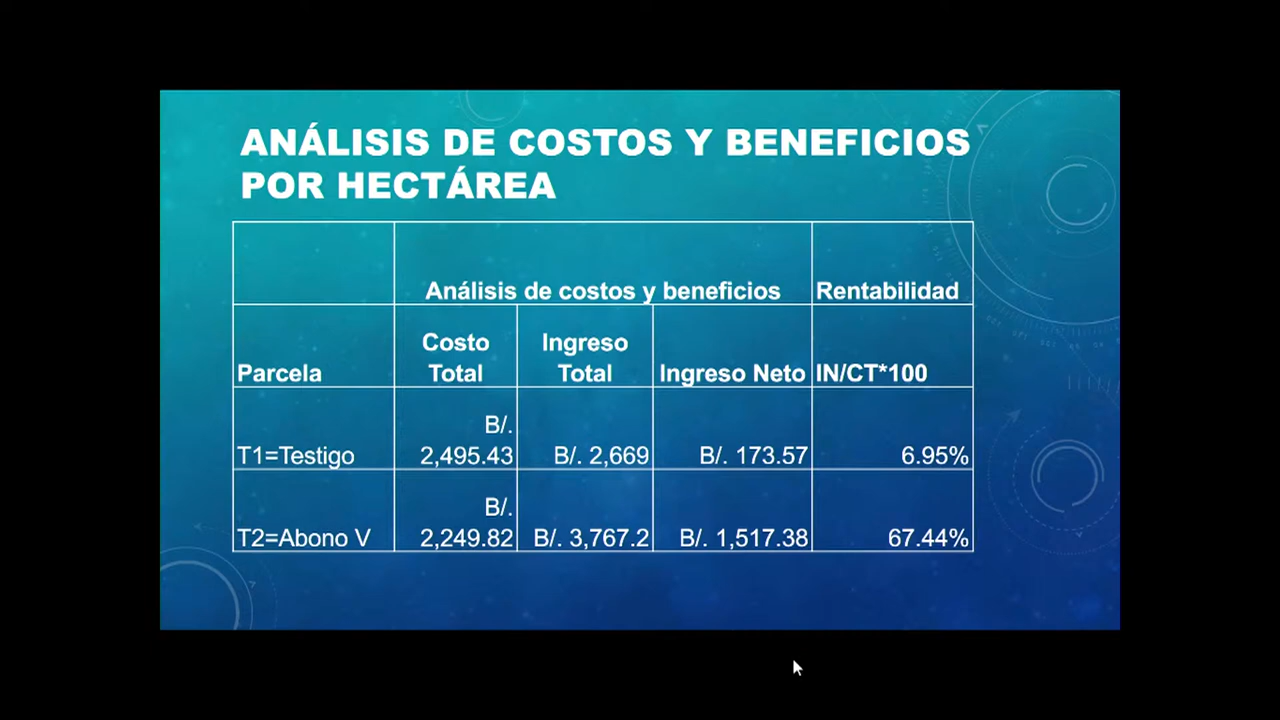 ANÁLISIS DE COSTOS Y BENEFICIOS
POR HECTÁREA
Análisis de costos y beneficios Rentabilidad
Parcela Costo Total Ingreso Total Ingreso Neto IN/CT*100
T1=Testigo B/. 2,495.43 B/. 2,669 B/. 173.57 6.95%
T2=Abono V B/. 2,249.82 B/. 3,767.2 B/. 1,517.38 67.44%